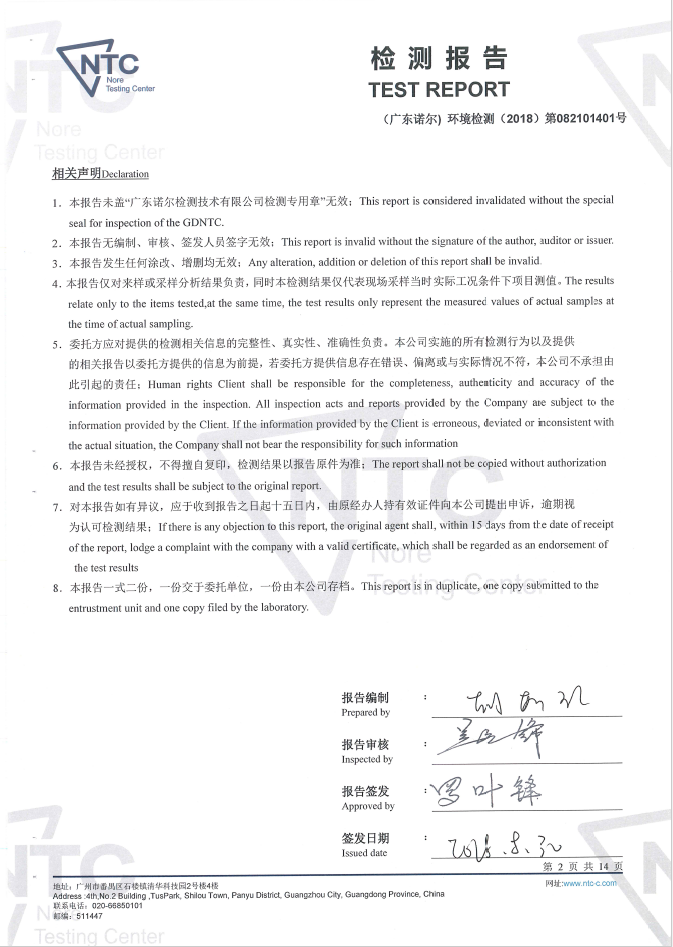 NTC
Nore
Testing Center
检 测 报 告
TEST REPORT
（广东诺尔) 环境检测（2018）第082101401号
Nore
Testing Center
相关声明Declaration
1．本报告未盖“广东诺尔检测技术有限公司检测专用章”无效；This report is considered invalidated without the special
seal for inspection of the GDNTC.
2．本报告无编制、审核、签发人员签字无效；This report is invalid without the signature of the author, auditor or issuer.
3．本报告发生任何涂改、增删均无效；Any alteration, addition or deletion of this report shall be invalid.
4．本报告仅对来样或采样分析结果负责，同时本检测结果仅代表现场采样当时实际工况条件下项目测值。The results
relate only to the items tested,at the same time, the test results only represent the measured values of actual samples at
the time of actual sampling.
5．委托方应对提供的检测相关信息的完整性、真实性、准确性负责。本公司实施的所有检测行为以及提供
的相关报告以委托方提供的信息为前提，若委托方提供信息存在错误、偏离或与实际情况不符，本公司不承担由
此引起的责任；Human rights Client shall be responsible for the completeness, authenticity and accuracy of the
information provided in the inspection. All inspection acts and reports provided by the Company are subject to the
information provided by the Client. If the information provided by the Client is erroneous, deviated or inconsistent with
the actual situation, the Company shall not bear the responsibility for such information
6．本报告未经授权，不得擅自复印，检测结果以报告原件为准；The report shall not be copied without authorization
and the test results shall be subject to the original report.
7．对本报告如有异议，应于收到报告之日起十五日内，由原经办人持有效证件向本公司提出申诉，逾期视
为认可检测结果；If there is any objection to this report, the original agent shall, within 15 days from the date of receipt
of the report, lodge a complaint with the company with a valid certificate, which shall be regarded as an endorsement of
the test results
8．本报告一式二份，一份交于委托单位，一份由本公司存档。This report is in duplicate, one copy submitted to the
entrustment unit and one copy filed by the laboratory.
NTC
Nore
Testing Center
报告编制 ：
Prepared by
报告审核 ：
Inspected by
报告签发 ： 罗叶锋
Approved by
签发日期 ： 2018.8.30
Issued date
第 2 页 共 14 页
地址：广州市番禺区石楼镇清华科技园2号楼4楼 网址:www.ntc-c.com
Address :4th,No.2 Building ,TusPark, Shilou Town, Panyu District, Guangzhou City, Guangdong Province, China
联系电话：020-66850101
邮编：511447
NTC
Nore
Testing Center